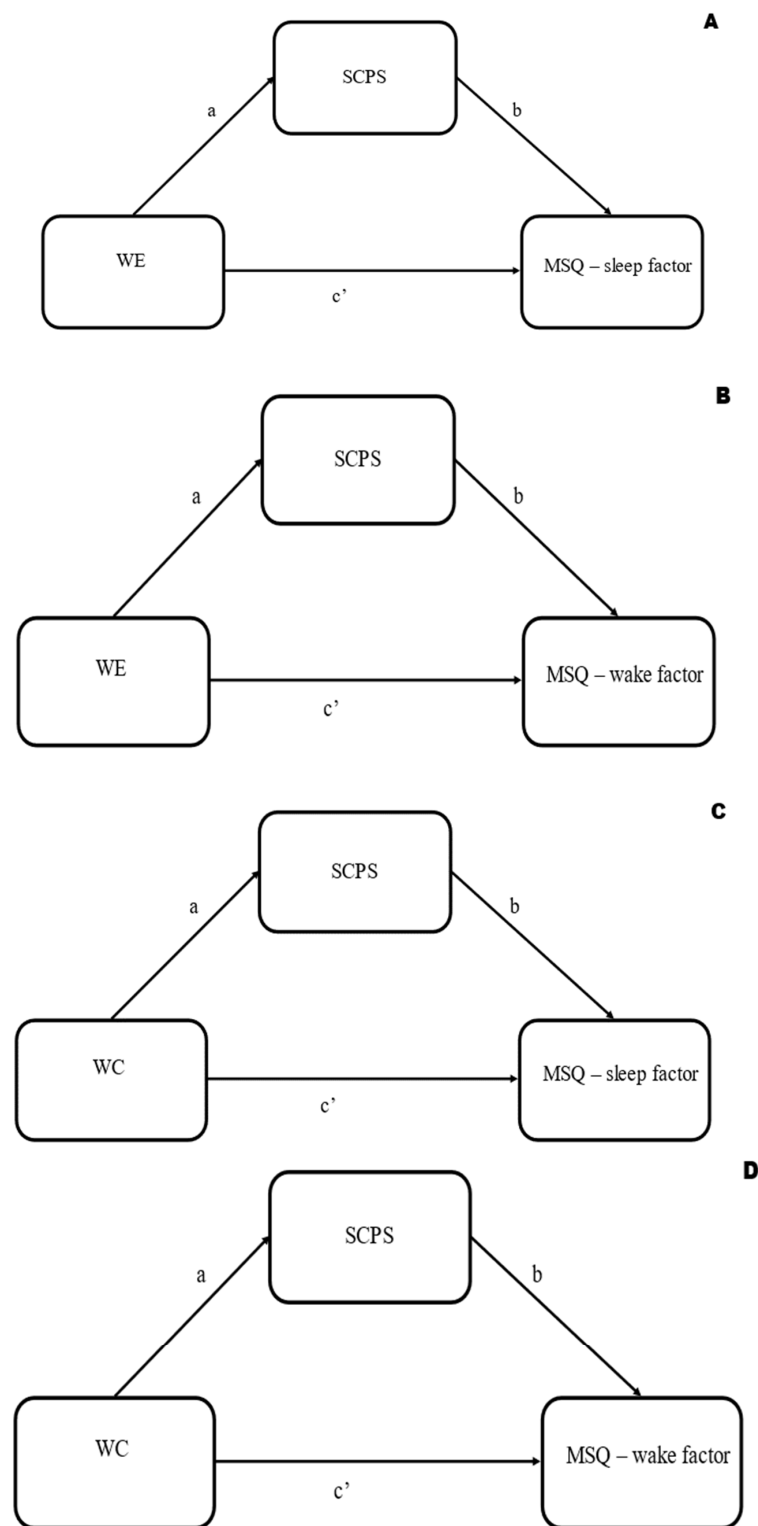 A
SCPS
a
b
WE
MSQ – sleep factor
c’
B
SCPS
a
b
WE
MSQ – wake factor
c’
C
SCPS
a
b
WC
MSQ – sleep factor
c’
D
SCPS
a
b
WC
MSQ – wake factor
c’